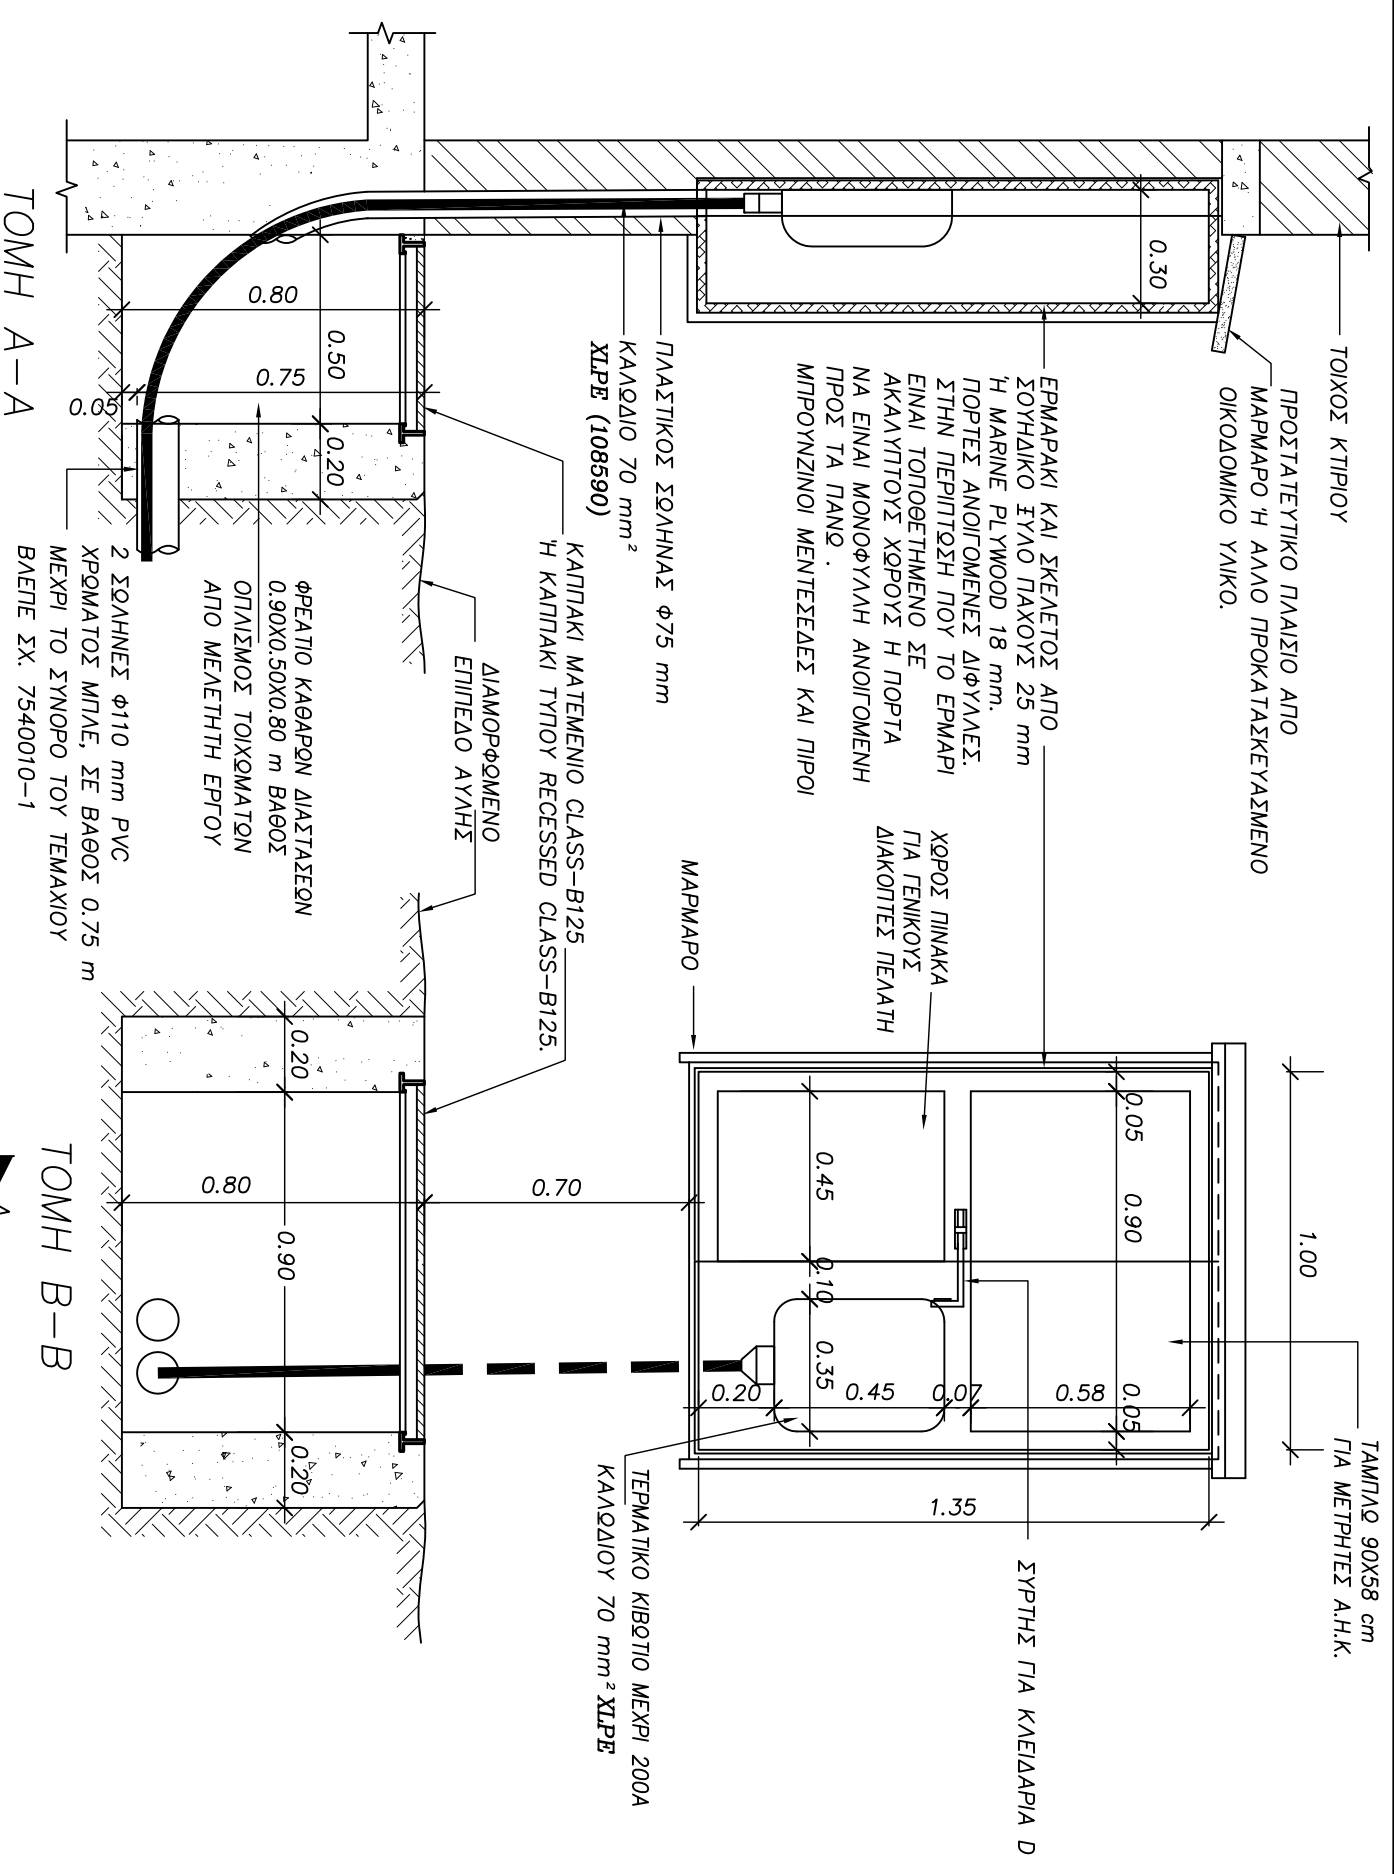 ΤΟΙΧΟΣ ΚΤΙΡΙΟΥ
ΠΡΟΣΤΑΤΕΥΤΙΚΟ ΠΛΑΙΣΙΟ ΑΠΟ
ΜΑΡΜΑΡΟ Ή ΑΛΛΟ ΠΡΟΚΑΤΑΣΚΕΥΑΣΜΕΝΟ
ΟΙΚΟΔΟΜΙΚΟ ΥΛΙΚΟ.
0.30
ΕΡΜΑΡΑΚΙ ΚΑΙ ΣΚΕΛΕΤΟΣ ΑΠΟ
ΣΟΥΗΔΙΚΟ ΞΥΛΟ ΠΑΧΟΥΣ 25 mm
Ή MARINE PLYWOOD 18 mm.
ΠΟΡΤΕΣ ΑΝΟΙΓΟΜΕΝΕΣ ΔΙΦΥΛΛΕΣ.
ΣΤΗΝ ΠΕΡΙΠΤΩΣΗ ΠΟΥ ΤΟ ΕΡΜΑΡΙ
ΕΙΝΑΙ ΤΟΠΟΘΕΤΗΜΕΝΟ ΣΕ
ΑΚΑΛΥΠΤΟΥΣ ΧΩΡΟΥΣ Η ΠΟΡΤΑ
ΝΑ ΕΙΝΑΙ ΜΟΝΟΦΥΛΛΗ ΑΝΟΙΓΟΜΕΝΗ
ΠΡΟΣ ΤΑ ΠΑΝΩ .
ΜΠΡΟΥΝΖΙΝΟΙ ΜΕΝΤΕΣΕΔΕΣ ΚΑΙ ΠΙΡΟΙ
ΠΛΑΣΤΙΚΟΣ ΣΩΛΗΝΑΣ Φ75 mm
ΚΑΛΩΔΙΟ 70 mm²
XLPE (108590)
ΚΑΠΠΑΚΙ ΜΑΤΕΜΕΝΙΟ CLASS-B125
Ή ΚΑΠΠΑΚΙ ΤΥΠΟΥ RECESSED CLASS-B125.
ΔΙΑΜΟΡΦΩΜΕΝΟ
ΕΠΙΠΕΔΟ ΑΥΛΗΣ
0.80
0.50
0.20
0.75
0.05
ΦΡΕΑΤΙΟ ΚΑΘΑΡΩΝ ΔΙΑΣΤΑΣΕΩΝ
0.90X0.50X0.80 m ΒΑΘΟΣ
ΟΠΛΙΣΜΟΣ ΤΟΙΧΩΜΑΤΩΝ
ΑΠΟ ΜΕΛΕΤΗΤΗ ΕΡΓΟΥ
2 ΣΩΛΗΝΕΣ Φ110 mm PVC
ΧΡΩΜΑΤΟΣ ΜΠΛΕ, ΣΕ ΒΑΘΟΣ 0.75 m
ΜΕΧΡΙ ΤΟ ΣΥΝΟΡΟ ΤΟΥ ΤΕΜΑΧΙΟΥ
ΒΛΕΠΕ ΣΧ. 7540010-1
ΤΟΜΗ Α-Α
ΤΑΜΠΛΩ 90X58 cm
ΓΙΑ ΜΕΤΡΗΤΕΣ Α.Η.Κ.
1.00
0.05
0.90
0.05
ΧΩΡΟΣ ΠΙΝΑΚΑ
ΓΙΑ ΓΕΝΙΚΟΥΣ
ΔΙΑΚΟΠΤΕΣ ΠΕΛΑΤΗ
ΣΥΡΤΗΣ ΓΙΑ ΚΛΕΙΔΑΡΙΑ D
1.35
0.45
0.10
0.35
0.20
0.45
0.07
0.58
ΜΑΡΜΑΡΟ
ΤΕΡΜΑΤΙΚΟ ΚΙΒΩΤΙΟ ΜΕΧΡΙ 200Α
ΚΑΛΩΔΙΟΥ 70 mm² XLPE
0.70
0.80
0.20
0.90
0.20
ΤΟΜΗ Β-Β